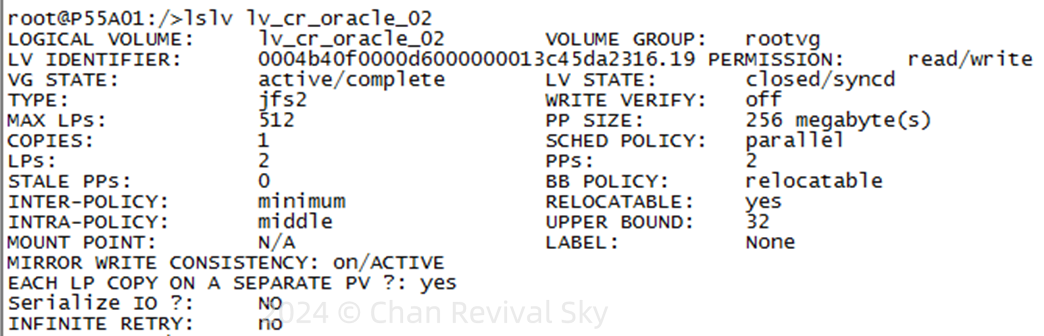 root@P55A01:/>lslv lv_cr_oracle_02
LOGICAL VOLUME:     lv_cr_oracle_02        VOLUME GROUP:   rootvg
LV IDENTIFIER:      0004b40f0000d6000000013c45da2316.19 PERMISSION:     read/write
VG STATE:           active/complete        LV STATE:       closed/syncd
TYPE:               jfs2                   WRITE VERIFY:   off
MAX LPs:            512                    PP SIZE:        256 megabyte(s)
COPIES:             1                      SCHED POLICY:   parallel
LPs:                2                      PPs:            2
STALE PPs:          0                      BB POLICY:      relocatable
INTER-POLICY:       minimum                RELOCATABLE:    yes
INTRA-POLICY:       middle                 UPPER BOUND:    32
MOUNT POINT:        N/A                    LABEL:          None
MIRROR WRITE CONSISTENCY: on/ACTIVE
EACH LP COPY ON A SEPARATE PV ?: yes
Serialize IO ?:     NO
INFINITE RETRY:     no
2024 © Chan Revival Sky